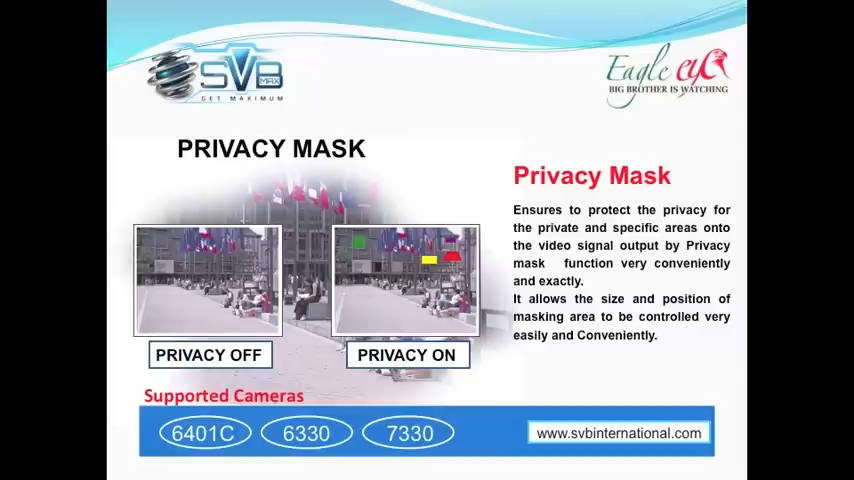 SVB MAX
GET MAXIMUM
Eagle eye
BIG BROTHER IS WATCHING
PRIVACY MASK
PRIVACY OFF
PRIVACY ON
Privacy Mask
Ensures to protect the privacy for
the private and specific areas onto
the video signal output by Privacy
mask function very conveniently
and exactly.
It allows the size and position of
masking area to be controlled very
easily and Conveniently.
Supported Cameras
6401C
6330
7330
www.svbinternational.com